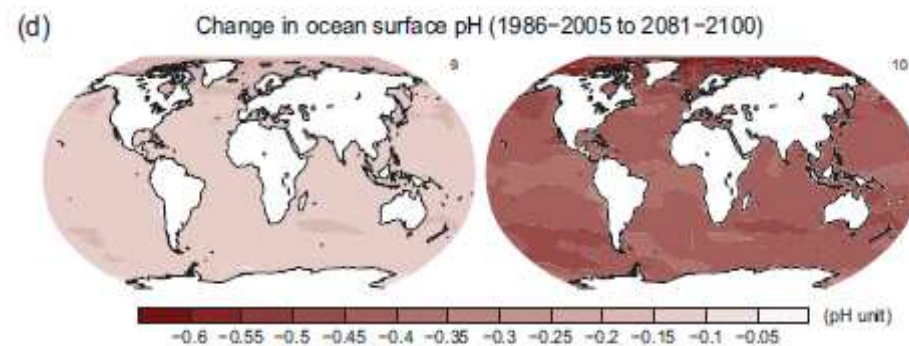 (d) Change in ocean surface pH (1986−2005 to 2081−2100)
9
10
(pH unit)
−0.6 −0.55 −0.5 −0.45 −0.4 −0.35 −0.3 −0.25 −0.2 −0.15 −0.1 −0.05